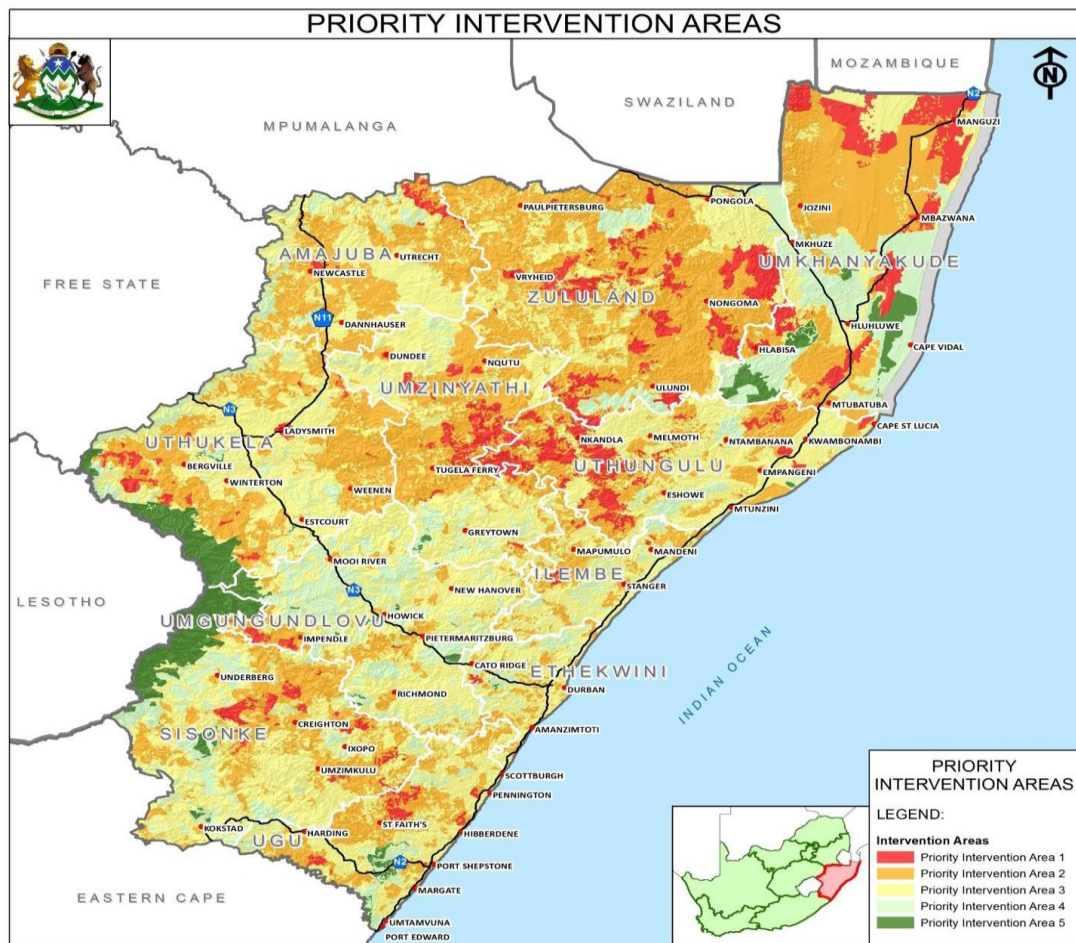 PRIORITY INTERVENTION AREAS
MOZAMBIQUE
N
SWAZILAND
MPUMALANGA
N2
MANGUZI
PAULPIETERSBURG
PONGOLA
JOZINI
MBAZWANA
MKHUZE
AMAJUBA
UTRECHT
UMKHANYAKUDE
NEWCASTLE
VRYHEID
FREE STATE
ZULULAND
NONGOMA
N11
DANNHAUSER
HLUHLUWE
HLABISA
CAPE VIDAL
DUNDEE
NQUTU
UMZINYATHI
ULUNDI
MTUBATUBA
N3
CAPE ST LUCIA
LADYSMITH
UTHUKELA
NKANDLA
MELMOTH
NTAMBANANA
KWAMBONAMBI
BERGVILLE
TUGELA FERRY
UTHUNGULU
EMPANGENI
WINTERTON
WEENEN
ESHOWE
MTUNZINI
ESTCOURT
GREYTOWN
MAPUMULO
MANDENI
MOOI RIVER
ILEMBE
STANGER
N3
NEW HANOVER
LESOTHO
UMGUNGUNDLOVU
HOWICK
IMPENDLE
PIETERMARITZBURG
CATO RIDGE
ETHEKWINI
UNDERBERG
DURBAN
RICHMOND
INDIAN OCEAN
CREIGHTON
AMANZIMTOTI
SISONKE
IXOPO
UMZIMKULU
SCOTTBURGH
PENNINGTON
ST FAITH'S
KOKSTAD
HARDING
HIBBERDENE
UGU
N2
PORT SHEPSTONE
MARGATE
EASTERN CAPE
UMTAMVUNA
PORT EDWARD
PRIORITY
INTERVENTION AREAS
LEGEND:
Intervention Areas
Priority Intervention Area 1
Priority Intervention Area 2
Priority Intervention Area 3
Priority Intervention Area 4
Priority Intervention Area 5